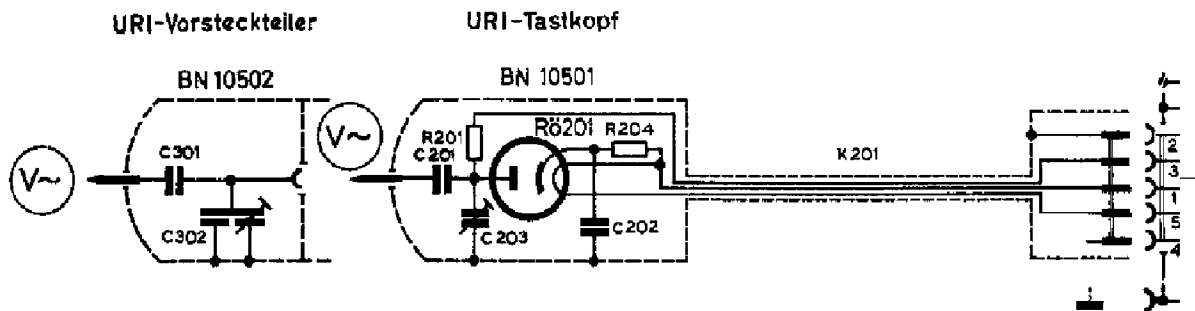 URI-Vorsteckteiler
URI-Tastkopf
BN 10502
BN 10501
V~
C301
C302
V~
R201
C201
Rö201
R204
C203
C202
K201
2
3
1
5
4